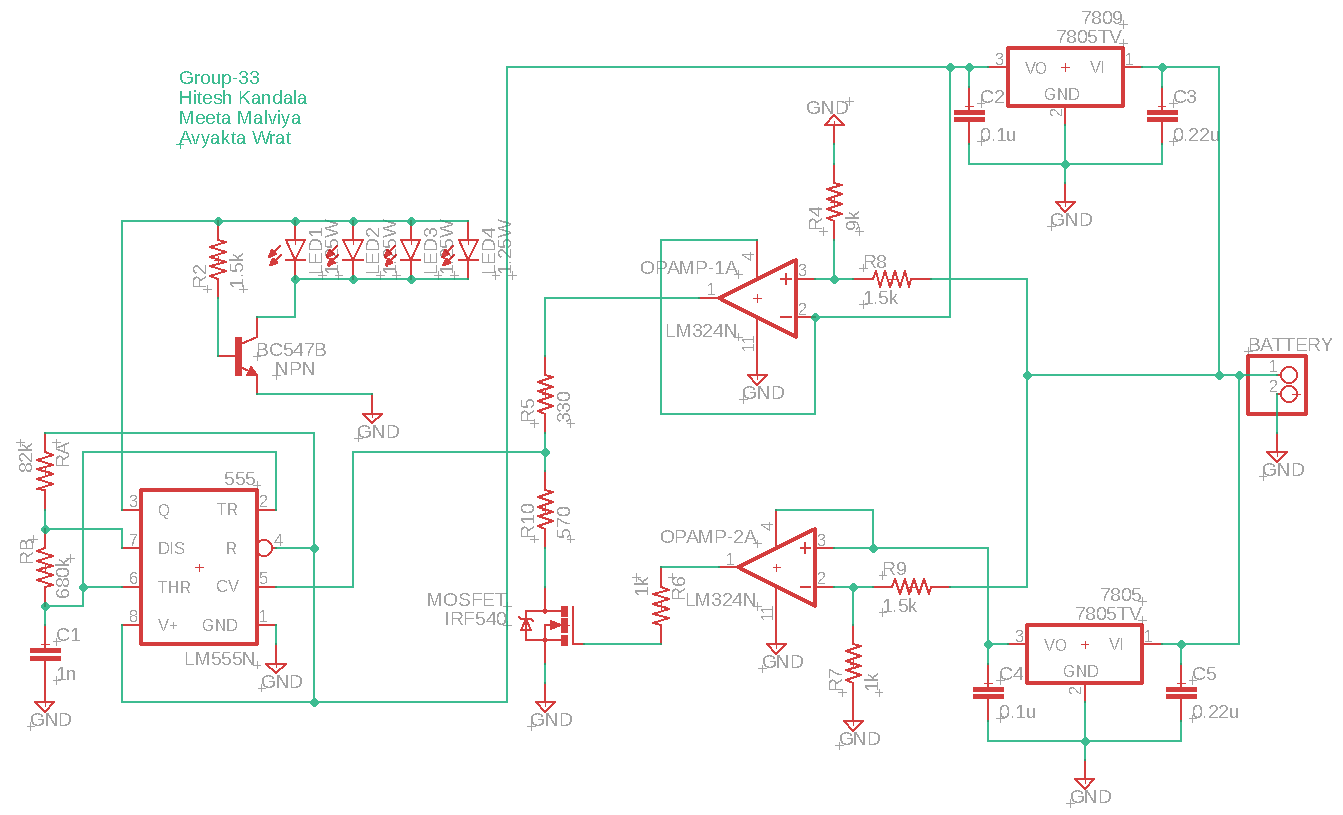 Group-33
Hitesh Kandala
Meeta Malviya
Avyakta Wrat
7809
7805TV
3
VO
VI
1
GND
2
C2
0.1u
C3
0.22u
GND
GND
R4
9k
R2
1.5k
LED1
1.25W
LED2
1.25W
LED3
1.25W
LED4
1.25W
OPAMP-1A
4
3
R8
1.5k
1
2
LM324N
11
GND
BC547B
NPN
GND
BATTERY
1
2
GND
R5
330
82k
RA
555
3
Q
TR
2
7
DIS
R
4
RB
680k
6
THR
CV
5
8
V+
GND
1
LM555N
GND
C1
1n
GND
R10
570
OPAMP-2A
4
3
1
2
R9
1.5k
LM324N
11
GND
1k
R6
MOSFET
IRF540
GND
R7
1k
GND
7805
7805TV
3
VO
VI
1
GND
2
C4
0.1u
C5
0.22u
GND